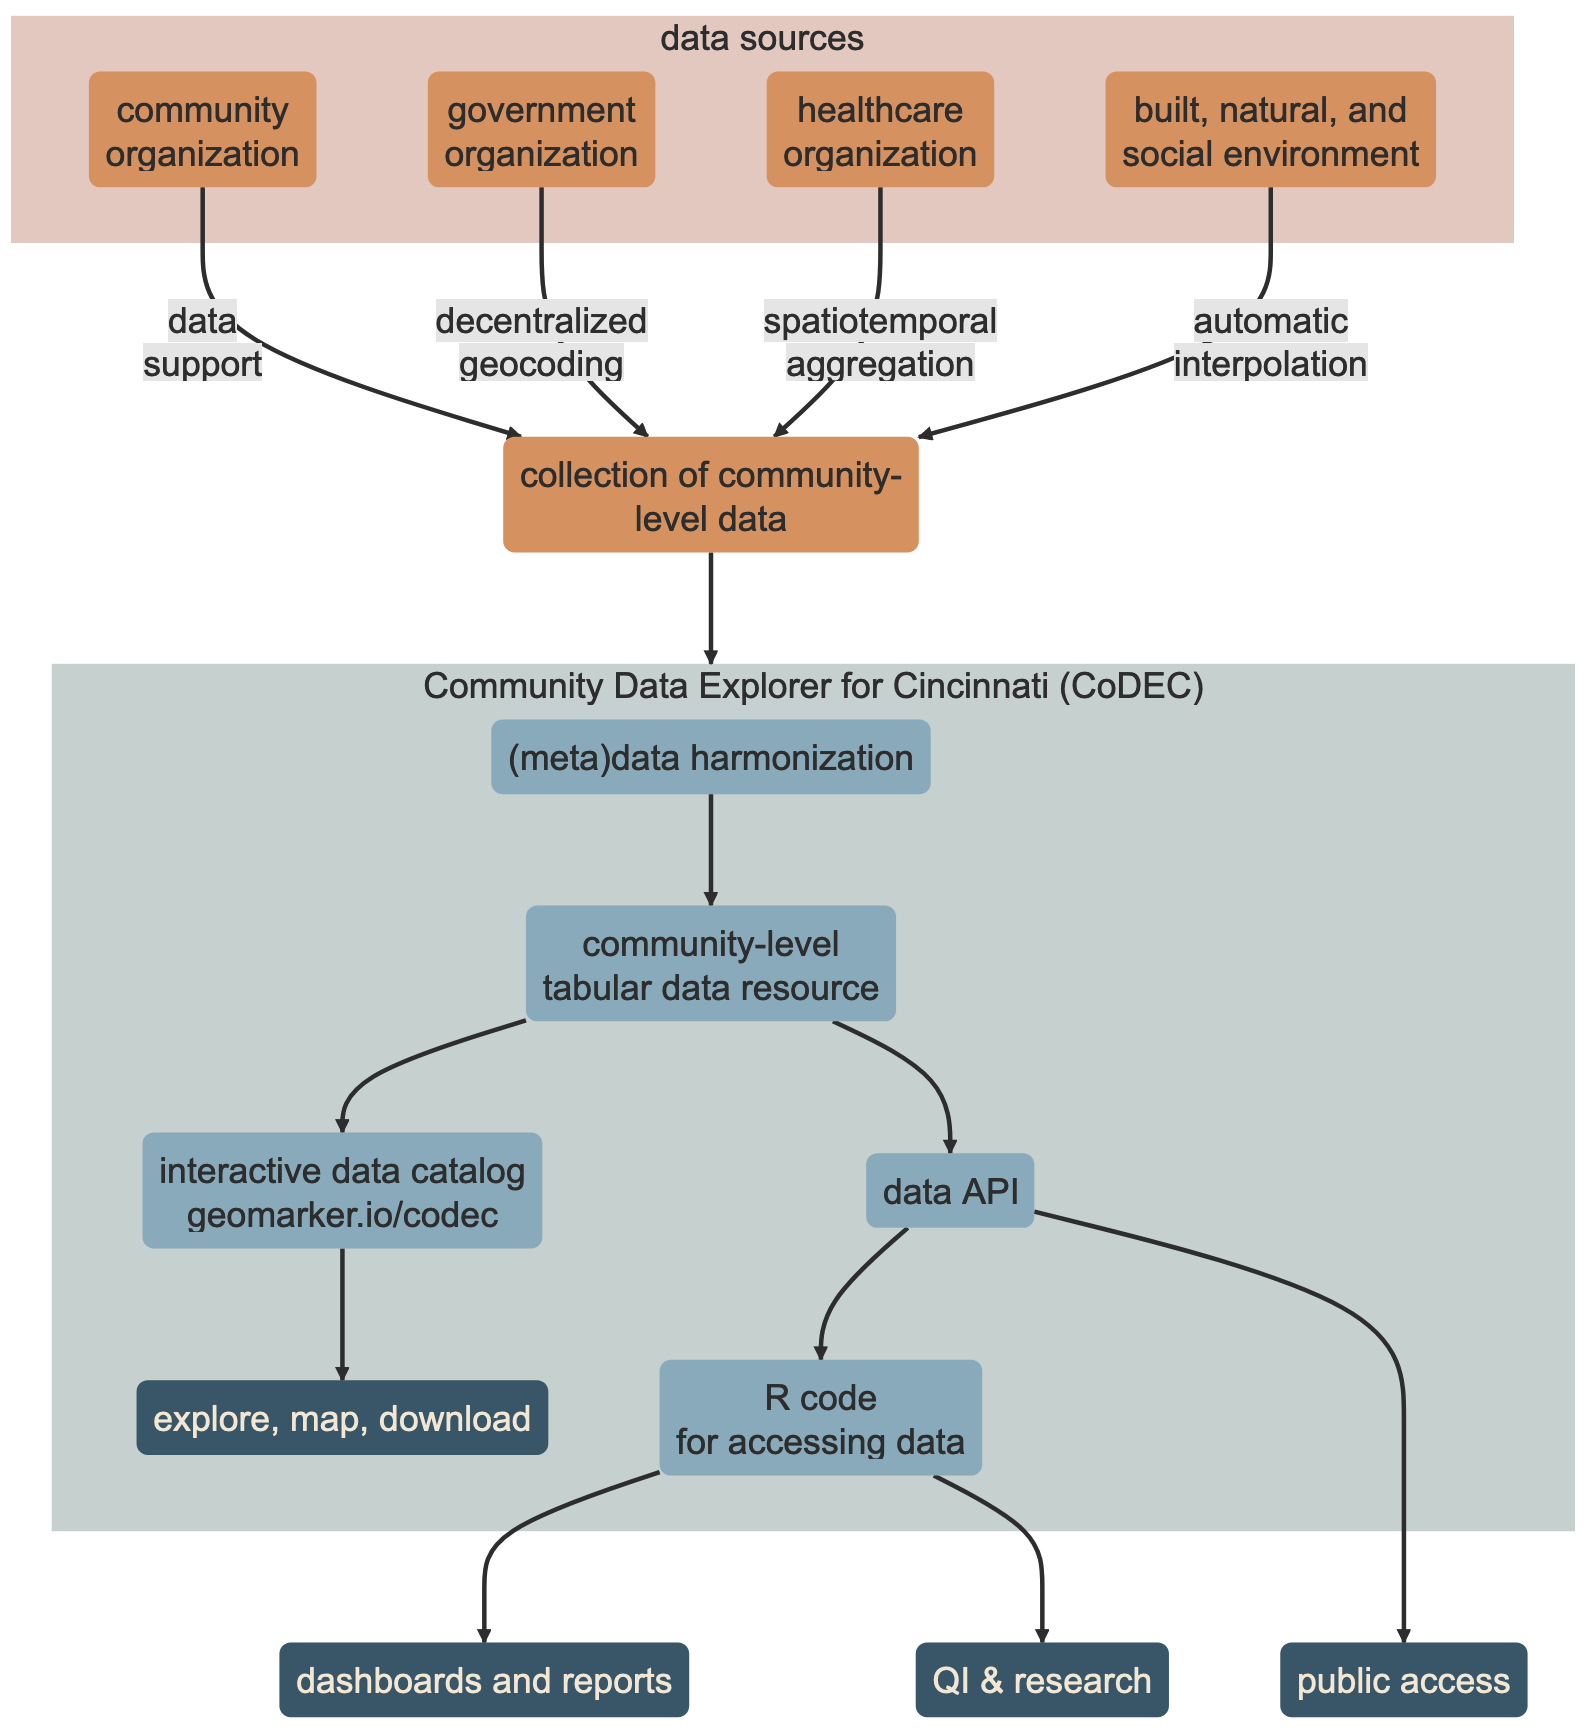 data sources
community
organization
government
organization
healthcare
organization
built, natural, and
social environment
data
support
decentralized
geocoding
spatiotemporal
aggregation
automatic
interpolation
collection of community-
level data
Community Data Explorer for Cincinnati (CoDEC)
(meta)data harmonization
community-level
tabular data resource
interactive data catalog
geomarker.io/codec
data API
explore, map, download
R code
for accessing data
dashboards and reports
QI & research
public access